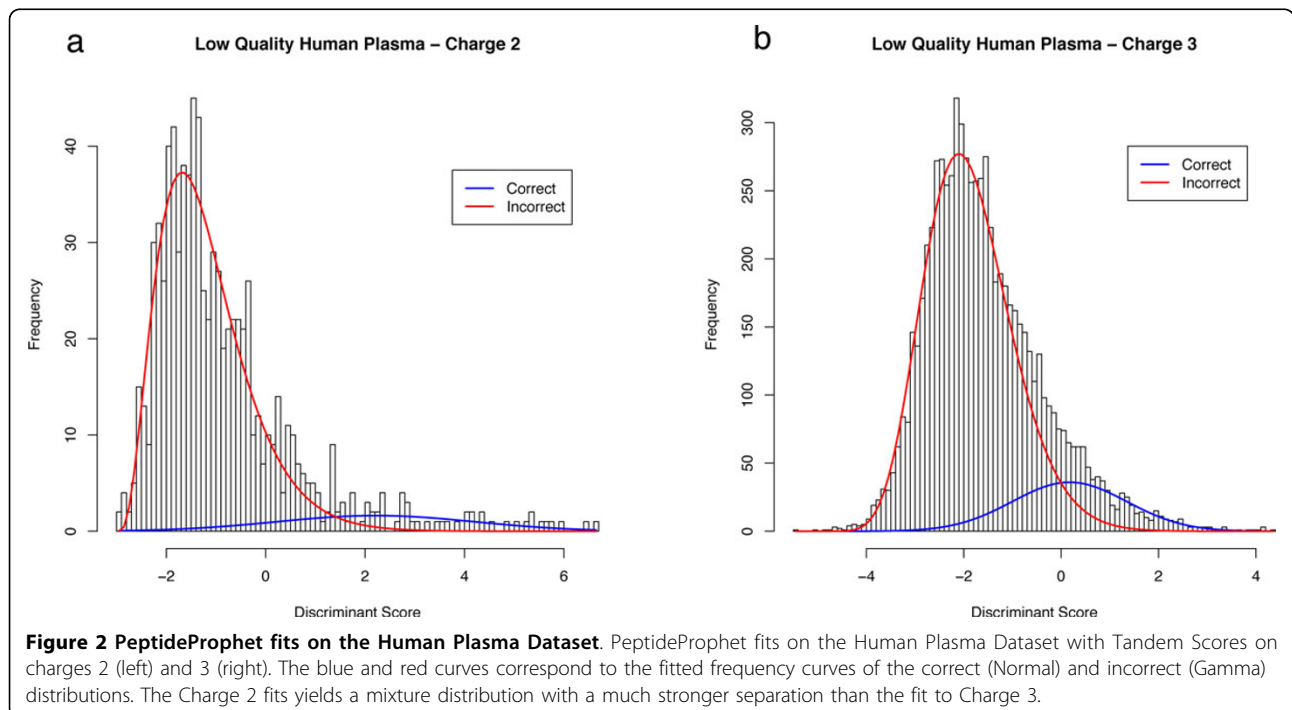 a
Low Quality Human Plasma – Charge 2
Frequency
0
10
20
30
40
Correct
Incorrect
−2
0
2
4
6
Discriminant Score
b
Low Quality Human Plasma – Charge 3
Frequency
0
50
100
150
200
250
300
Correct
Incorrect
−4
−2
0
2
4
Discriminant Score
Figure 2 PeptideProphet fits on the Human Plasma Dataset. PeptideProphet fits on the Human Plasma Dataset with Tandem Scores on
charges 2 (left) and 3 (right). The blue and red curves correspond to the fitted frequency curves of the correct (Normal) and incorrect (Gamma)
distributions. The Charge 2 fits yields a mixture distribution with a much stronger separation than the fit to Charge 3.